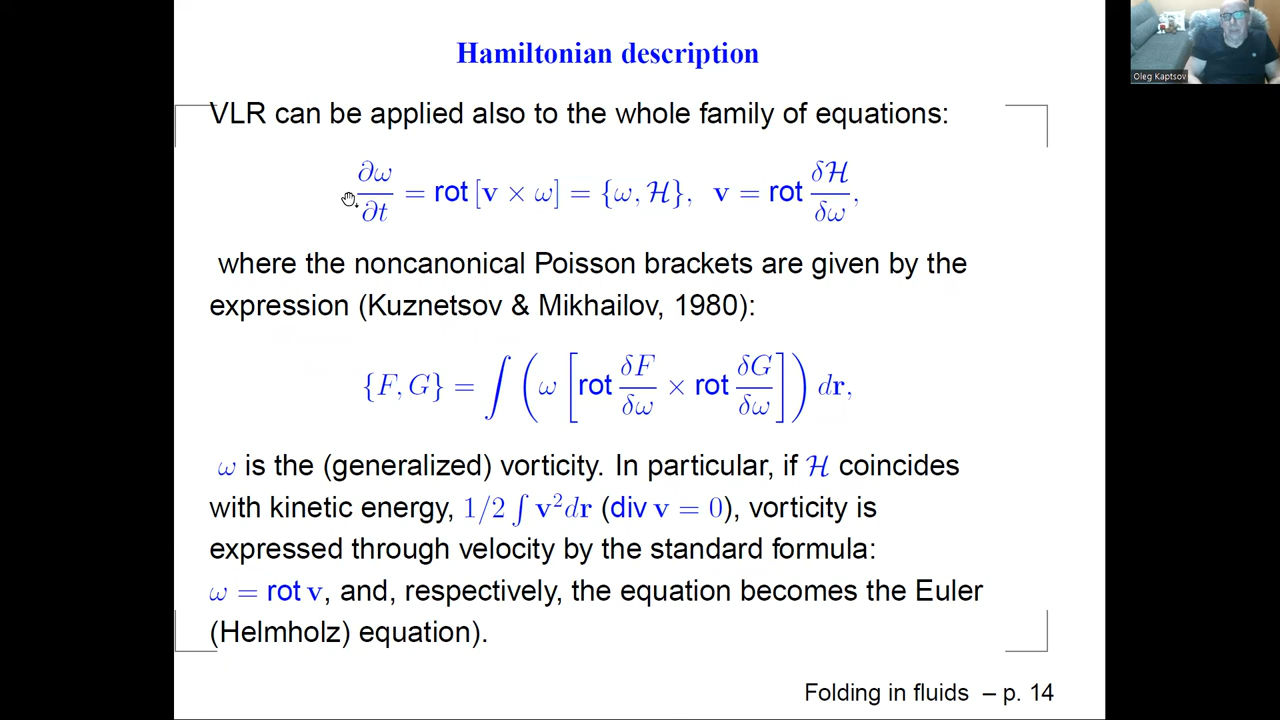 Hamiltonian description
Oleg Kaptsov
VLR can be applied also to the whole family of equations:
∂ω/∂t = rot [v × ω] = {ω, ℋ}, v = rot δℋ/δω,
where the noncanonical Poisson brackets are given by the
expression (Kuznetsov & Mikhailov, 1980):
{F, G} = ∫ (ω [rot δF/δω × rot δG/δω]) dr,
ω is the (generalized) vorticity. In particular, if ℋ coincides
with kinetic energy, 1/2 ∫ v²dr (div v = 0), vorticity is
expressed through velocity by the standard formula:
ω = rot v, and, respectively, the equation becomes the Euler
(Helmholz) equation).
Folding in fluids – p. 14